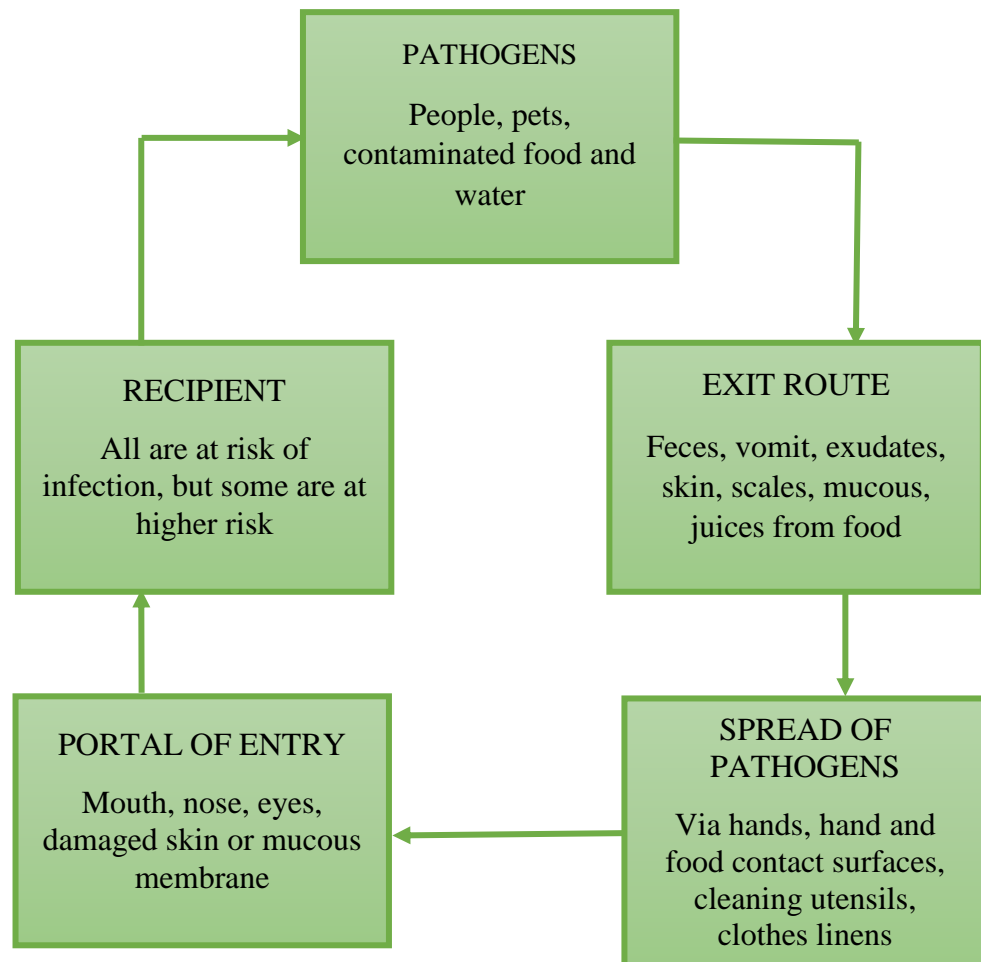 PATHOGENS
People, pets,
contaminated food and
water
EXIT ROUTE
Feces, vomit, exudates,
skin, scales, mucous,
juices from food
SPREAD OF
PATHOGENS
Via hands, hand and
food contact surfaces,
cleaning utensils,
clothes linens
PORTAL OF ENTRY
Mouth, nose, eyes,
damaged skin or mucous
membrane
RECIPIENT
All are at risk of
infection, but some are at
higher risk